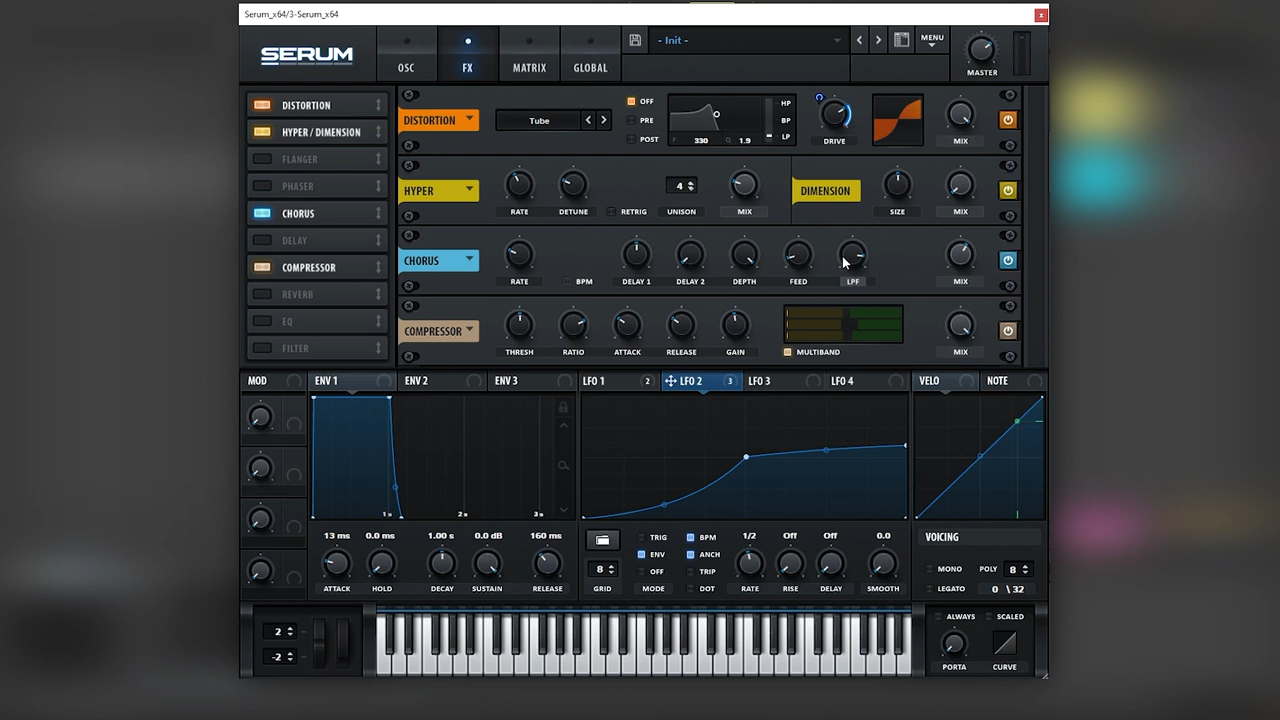 Serum_x64/3-Serum_x64
x
SERUM
OSC
FX
MATRIX
GLOBAL
- Init -
MENU
MASTER
DISTORTION
HYPER / DIMENSION
FLANGER
PHASER
CHORUS
DELAY
COMPRESSOR
REVERB
EQ
FILTER
DISTORTION
Tube
OFF
PRE
POST
330
1.9
HP
BP
LP
DRIVE
MIX
HYPER
RATE
DETUNE
RETRIG
4
UNISON
MIX
DIMENSION
SIZE
MIX
CHORUS
RATE
BPM
DELAY 1
DELAY 2
DEPTH
FEED
LPF
MIX
COMPRESSOR
THRESH
RATIO
ATTACK
RELEASE
GAIN
MULTIBAND
MIX
MOD
ENV 1
ENV 2
ENV 3
LFO 1
2
LFO 2
3
LFO 3
LFO 4
VELO
NOTE
1s
2s
3s
13 ms
0.0 ms
1.00 s
0.0 dB
160 ms
ATTACK
HOLD
DECAY
SUSTAIN
RELEASE
8
GRID
TRIG
ENV
OFF
MODE
BPM
ANCH
TRIP
DOT
1/2
Off
Off
0.0
RATE
RISE
DELAY
SMOOTH
VOICING
MONO
POLY
8
LEGATO
0 \ 32
2
-2
ALWAYS
SCALED
PORTA
CURVE